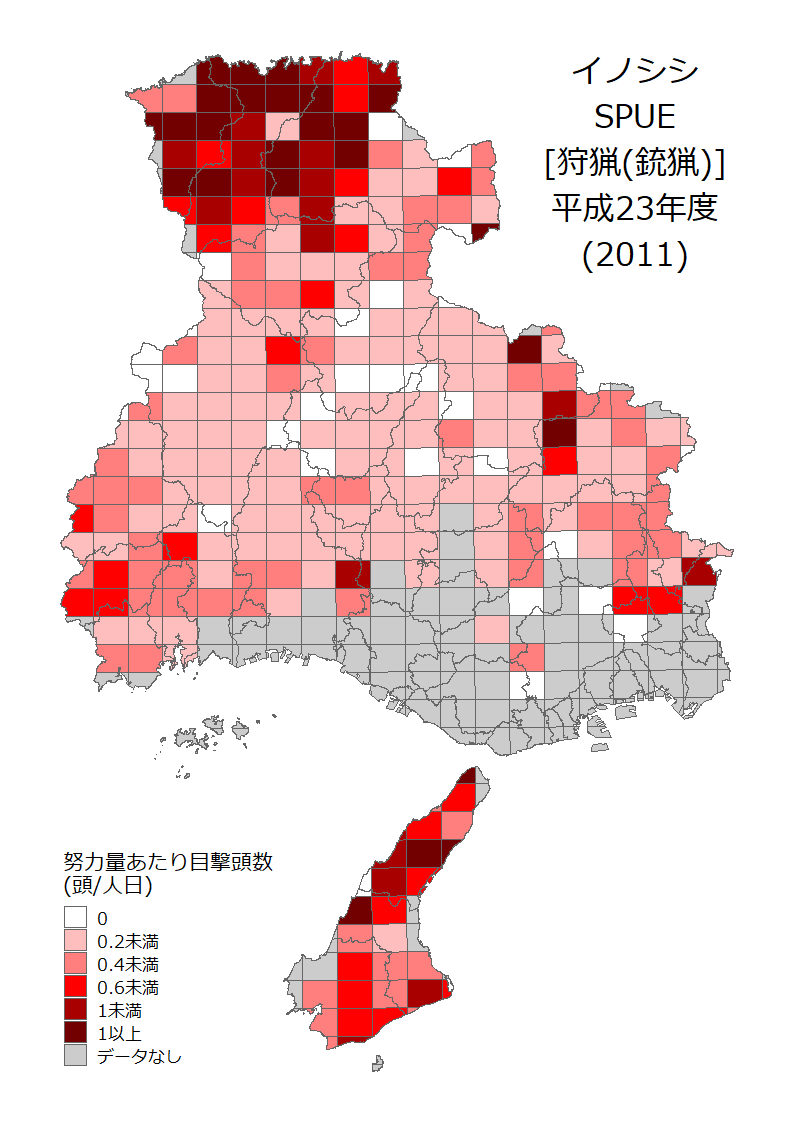 イノシシ
SPUE
[狩猟(銃猟)]
平成23年度
(2011)
努力量あたり目撃頭数
(頭/人日)
0
0.2未満
0.4未満
0.6未満
1未満
1以上
データなし